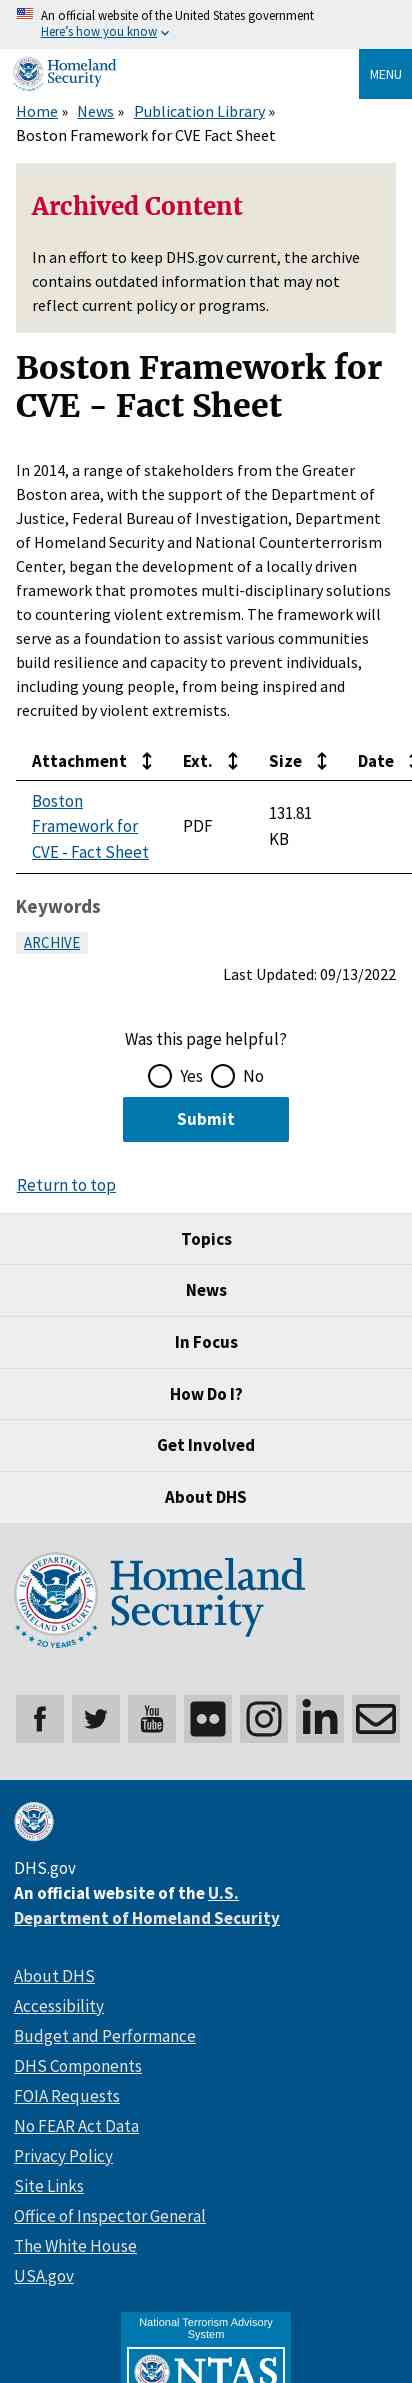 An official website of the United States government
Here's how you know
Homeland
Security
MENU
Home » News » Publication Library »
Boston Framework for CVE Fact Sheet
Archived Content
In an effort to keep DHS.gov current, the archive
contains outdated information that may not
reflect current policy or programs.
Boston Framework for
CVE - Fact Sheet
In 2014, a range of stakeholders from the Greater
Boston area, with the support of the Department of
Justice, Federal Bureau of Investigation, Department
of Homeland Security and National Counterterrorism
Center, began the development of a locally driven
framework that promotes multi-disciplinary solutions
to countering violent extremism. The framework will
serve as a foundation to assist various communities
build resilience and capacity to prevent individuals,
including young people, from being inspired and
recruited by violent extremists.
Attachment Ext. Size Date
Boston
Framework for
CVE - Fact Sheet
PDF
131.81
KB
Keywords
ARCHIVE
Last Updated: 09/13/2022
Was this page helpful?
Yes No
Submit
Return to top
Topics
News
In Focus
How Do I?
Get Involved
About DHS
U.S. DEPARTMENT OF
HOMELAND SECURITY
20 YEARS
Homeland
Security
You
Tube
DHS.gov
An official website of the U.S.
Department of Homeland Security
About DHS
Accessibility
Budget and Performance
DHS Components
FOIA Requests
No FEAR Act Data
Privacy Policy
Site Links
Office of Inspector General
The White House
USA.gov
National Terrorism Advisory
System
NTAS